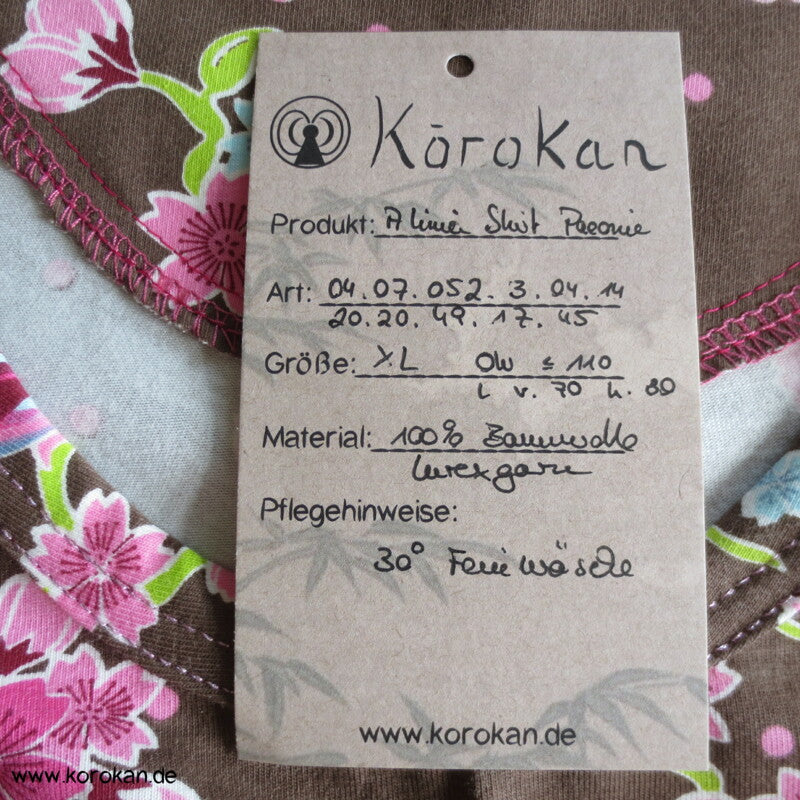 Kōrokan
Produkt: A linie Shirt Paeonie
Art: 04.07.052.3.04.14
20.20.49.17.45
Größe: XL OW ≤ 110
L v. 70 h. 80
Material: 100% Baumwolle
Lurexgarn
Pflegehinweise:
30° Feinwäsche
www.korokan.de
www.korokan.de